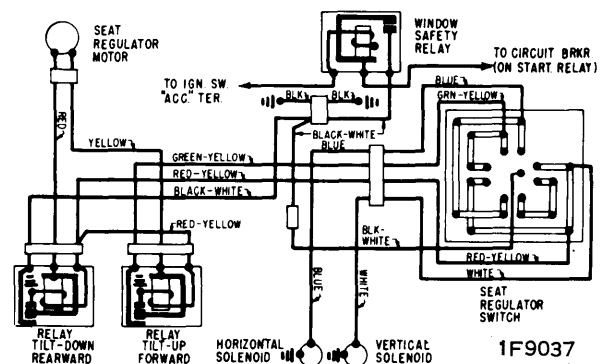 SEAT
REGULATOR
MOTOR
WINDOW
SAFETY
RELAY
TO CIRCUIT BRKR
(ON START. RELAY)
TO IGN. SW.
"ACC." TER.
BLK
BLK
BLUE
GRN-YELLOW
RED
YELLOW
BLACK-WHITE
BLUE
GREEN-YELLOW
RED-YELLOW
BLACK-WHITE
RED-YELLOW
BLK-
WHITE
RED-YELLOW
WHITE
BLUE
WHITE
SEAT
REGULATOR
SWITCH
RELAY
TILT-DOWN
REARWARD
RELAY
TILT-UP
FORWARD
HORIZONTAL
SOLENOID
VERTICAL
SOLENOID
1F9037